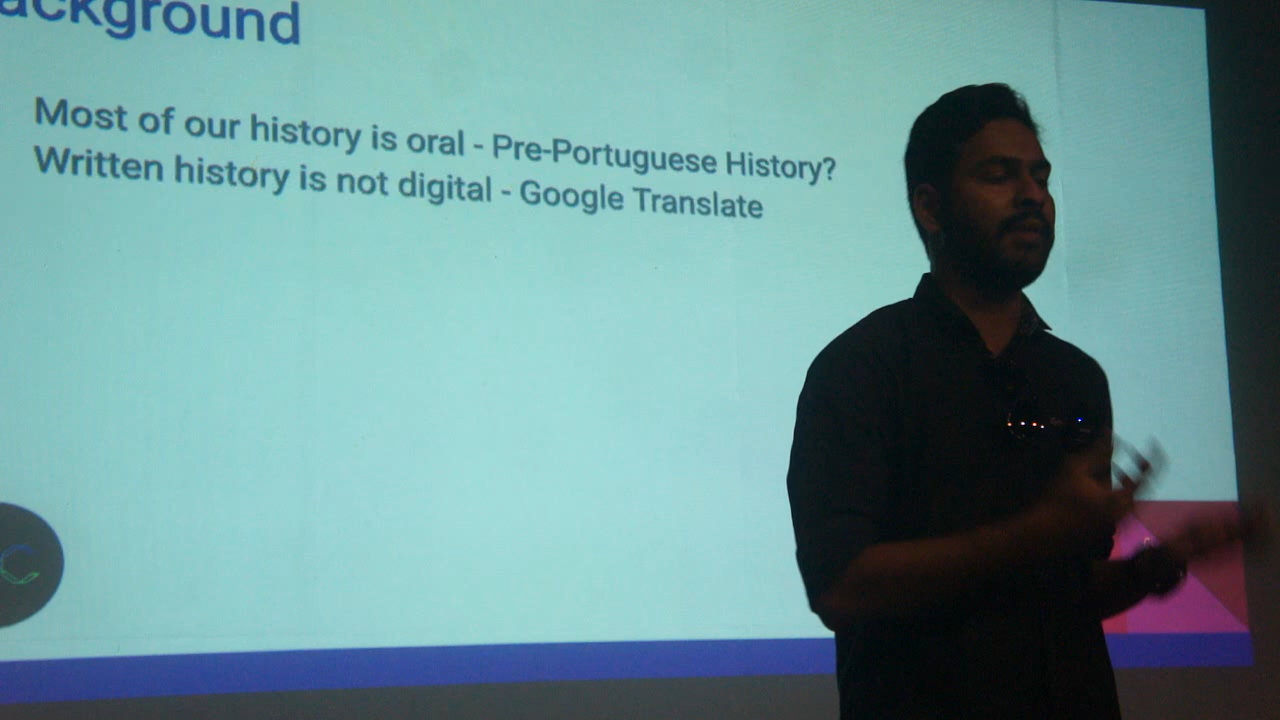 ackground
Most of our history is oral - Pre-Portuguese History?
Written history is not digital - Google Translate
C